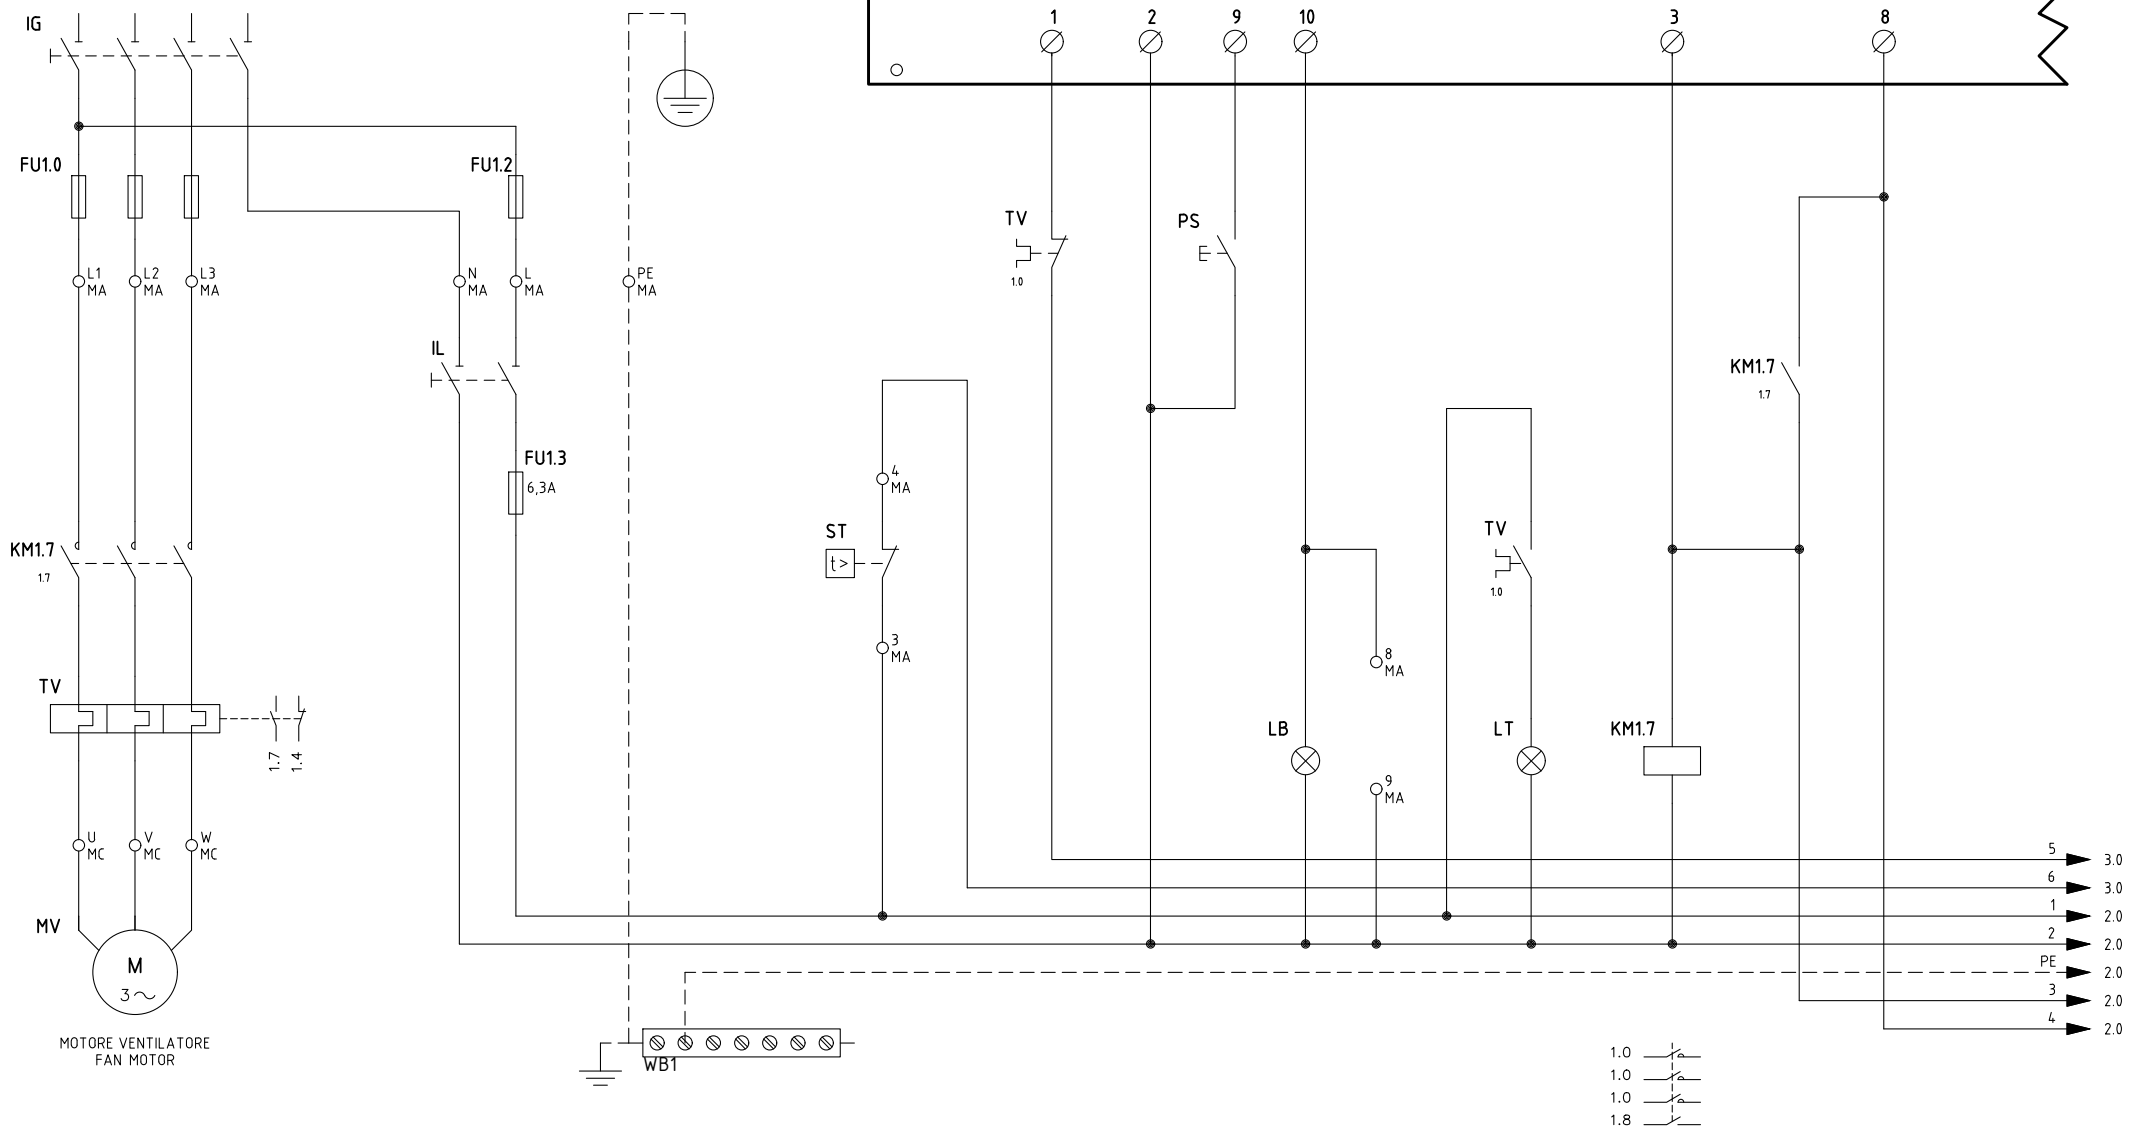 IG
1
2
9
10
3
8
FU1.0
FU1.2
TV
1.0
PS
L1
MA
L2
MA
L3
MA
N
MA
L
MA
PE
MA
IL
KM1.7
1.7
FU1.3
6,3A
4
MA
ST
t>
TV
1.0
KM1.7
1.7
3
MA
8
MA
TV
1.7
1.4
LB
LT
KM1.7
9
MA
U
MC
V
MC
W
MC
5
3.0
6
3.0
1
2.0
2
2.0
PE
2.0
3
2.0
4
2.0
MV
M
3~
MOTORE VENTILATORE
FAN MOTOR
WB1
1.0
1.0
1.0
1.8